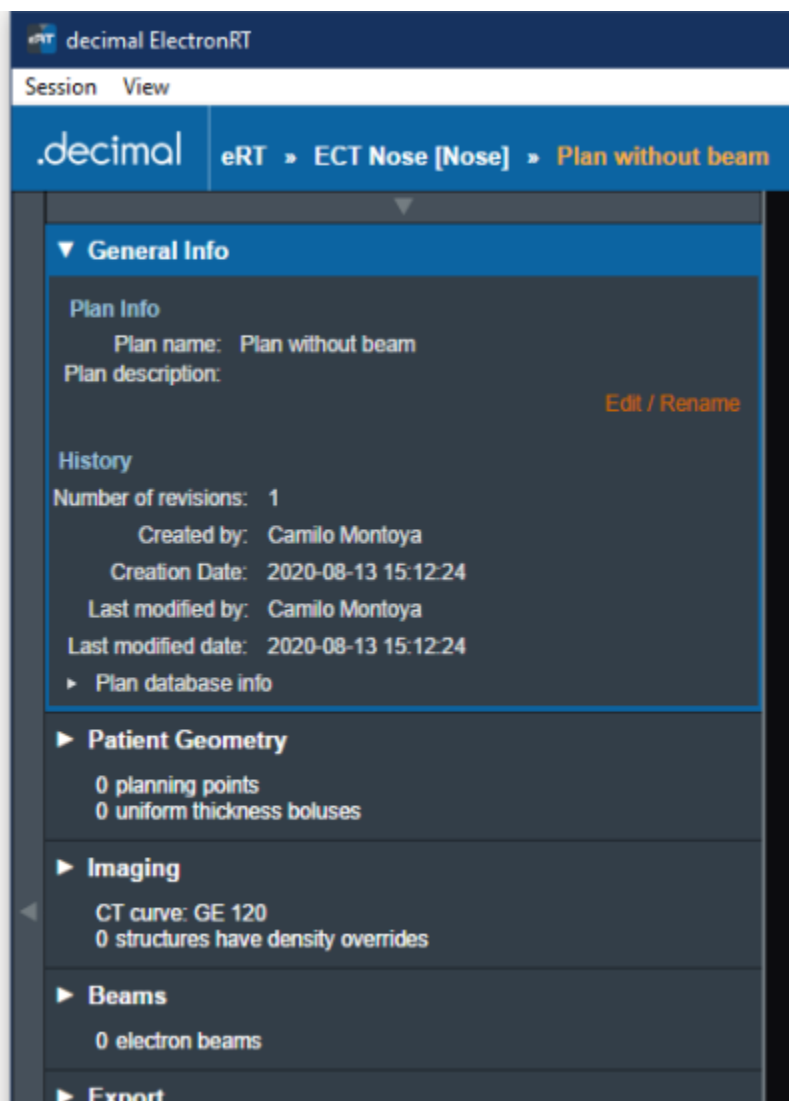 eRT decimal ElectronRT
Session View
.decimal eRT » ECT Nose [Nose] » Plan without beam
General Info
Plan Info
Plan name: Plan without beam
Plan description:
Edit / Rename
History
Number of revisions: 1
Created by: Camilo Montoya
Creation Date: 2020-08-13 15:12:24
Last modified by: Camilo Montoya
Last modified date: 2020-08-13 15:12:24
Plan database info
Patient Geometry
0 planning points
0 uniform thickness boluses
Imaging
CT curve: GE 120
0 structures have density overrides
Beams
0 electron beams
Export